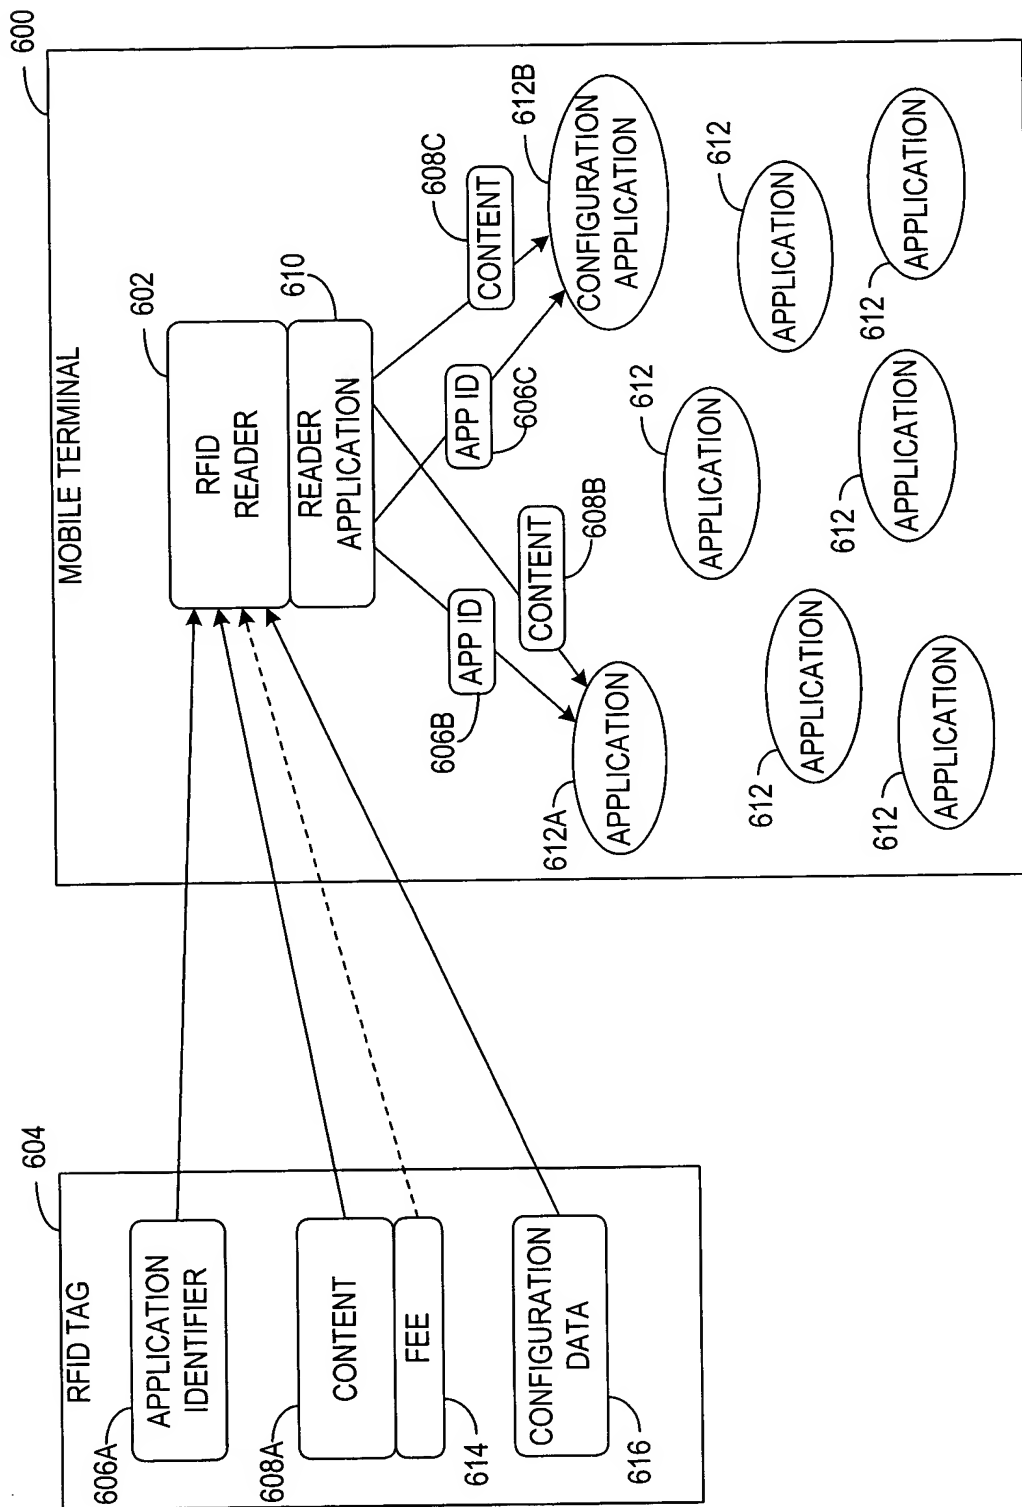 RFID TAG
604
606A
APPLICATION
IDENTIFIER
608A
CONTENT
FEE
614
CONFIGURATION
DATA
616
MOBILE TERMINAL
600
602
RFID
READER
READER
APPLICATION
610
606B
APP ID
APP ID
606C
CONTENT
608C
CONTENT
608B
612A
APPLICATION
CONFIGURATION
APPLICATION
612B
612
APPLICATION
612
APPLICATION
612
APPLICATION
612
APPLICATION
612
APPLICATION
612
APPLICATION